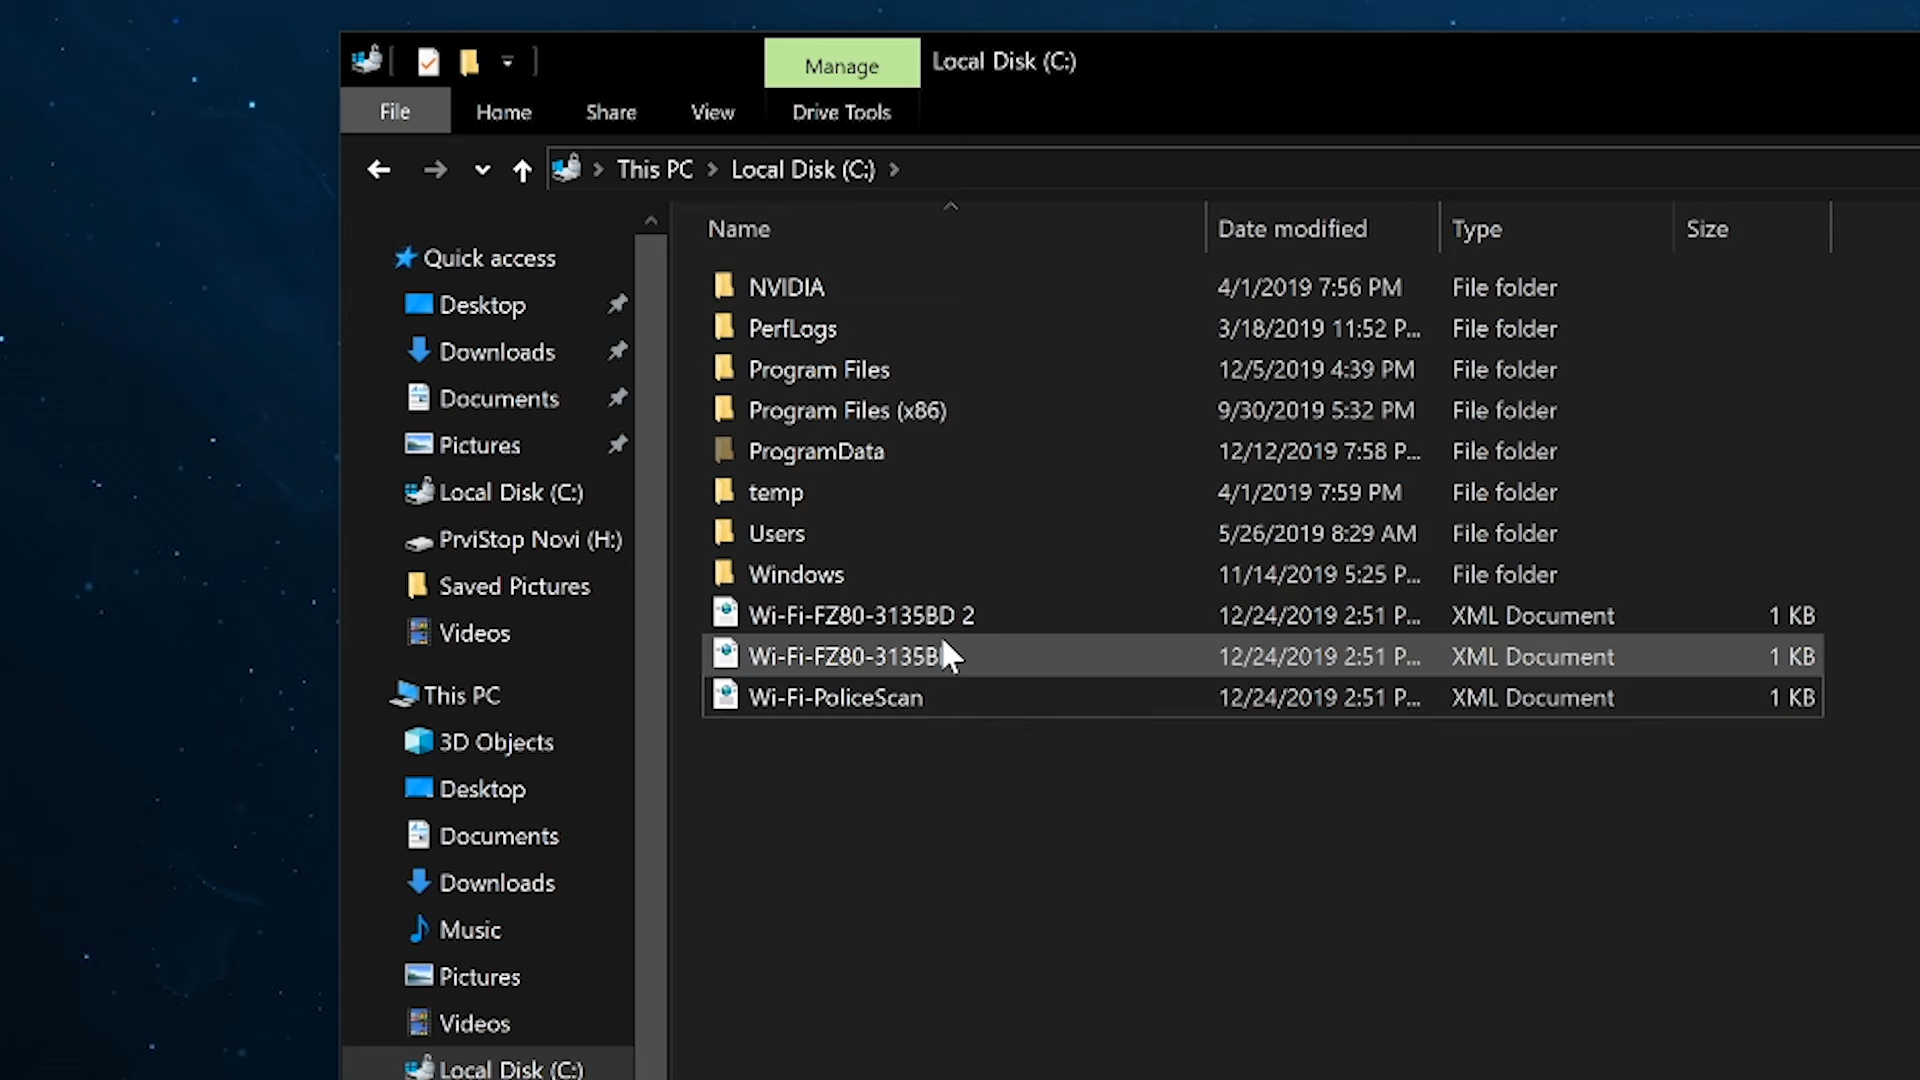 Manage
Local Disk (C:)
File
Home
Share
View
Drive Tools
This PC
Local Disk (C:)
Name
Date modified
Type
Size
Quick access
Desktop
Downloads
Documents
Pictures
Local Disk (C:)
PrviStop Novi (H:)
Saved Pictures
Videos
This PC
3D Objects
Desktop
Documents
Downloads
Music
Pictures
Videos
Local Disk (C:)
NVIDIA 4/1/2019 7:56 PM File folder
PerfLogs 3/18/2019 11:52 P... File folder
Program Files 12/5/2019 4:39 PM File folder
Program Files (x86) 9/30/2019 5:32 PM File folder
ProgramData 12/12/2019 7:58 P... File folder
temp 4/1/2019 7:59 PM File folder
Users 5/26/2019 8:29 AM File folder
Windows 11/14/2019 5:25 P... File folder
Wi-Fi-FZ80-3135BD 2 12/24/2019 2:51 P... XML Document 1 KB
12/24/2019 2:51 P... XML Document 1 KB
Wi-Fi-PoliceScan 12/24/2019 2:51 P... XML Document 1 KB